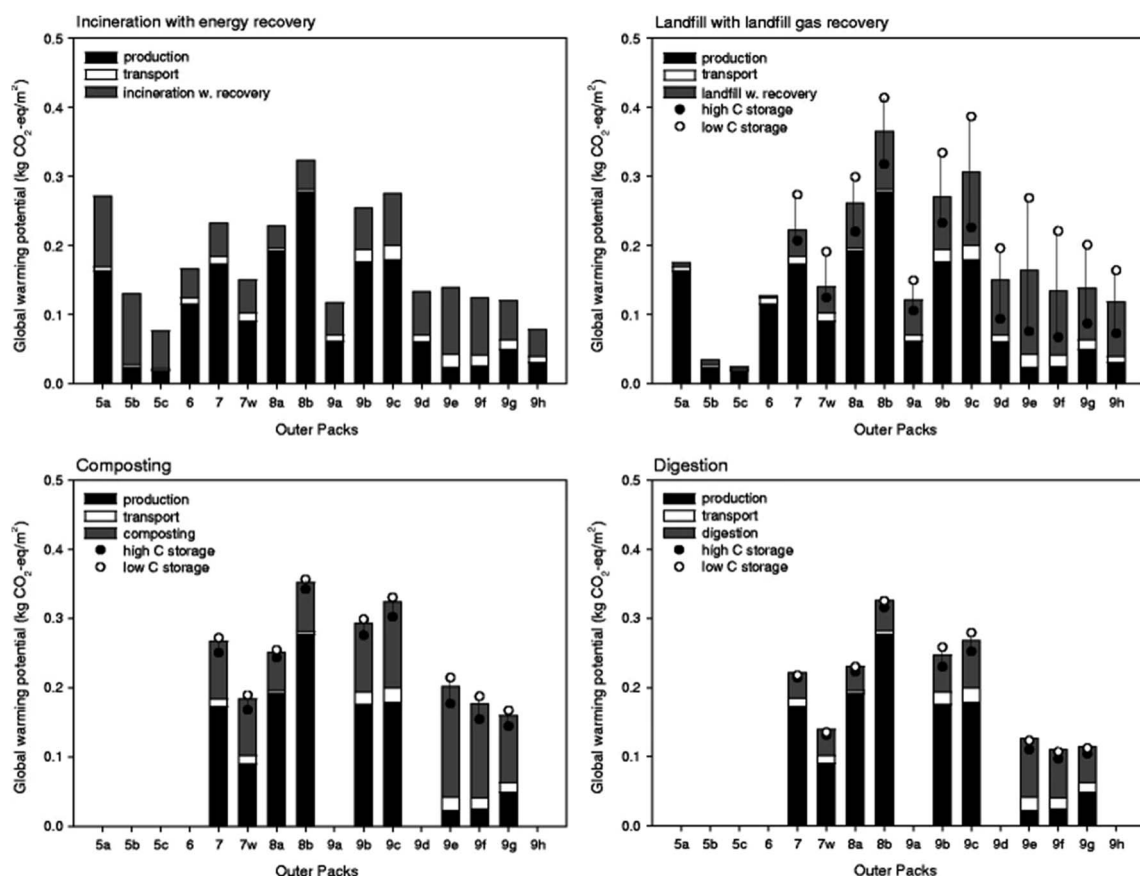 Incineration with energy recovery
Global warming potential (kg CO2-eq/m2)
0.5
0.4
0.3
0.2
0.1
0.0
production
transport
incineration w. recovery
5a 5b 5c 6 7 7w 8a 8b 9a 9b 9c 9d 9e 9f 9g 9h
Outer Packs
Landfill with landfill gas recovery
Global warming potential (kg CO2-eq/m2)
0.5
0.4
0.3
0.2
0.1
0.0
production
transport
landfill w. recovery
high C storage
low C storage
5a 5b 5c 6 7 7w 8a 8b 9a 9b 9c 9d 9e 9f 9g 9h
Outer Packs
Composting
Global warming potential (kg CO2-eq/m2)
0.5
0.4
0.3
0.2
0.1
0.0
production
transport
composting
high C storage
low C storage
5a 5b 5c 6 7 7w 8a 8b 9a 9b 9c 9d 9e 9f 9g 9h
Outer Packs
Digestion
Global warming potential (kg CO2-eq/m2)
0.5
0.4
0.3
0.2
0.1
0.0
production
transport
digestion
high C storage
low C storage
5a 5b 5c 6 7 7w 8a 8b 9a 9b 9c 9d 9e 9f 9g 9h
Outer Packs